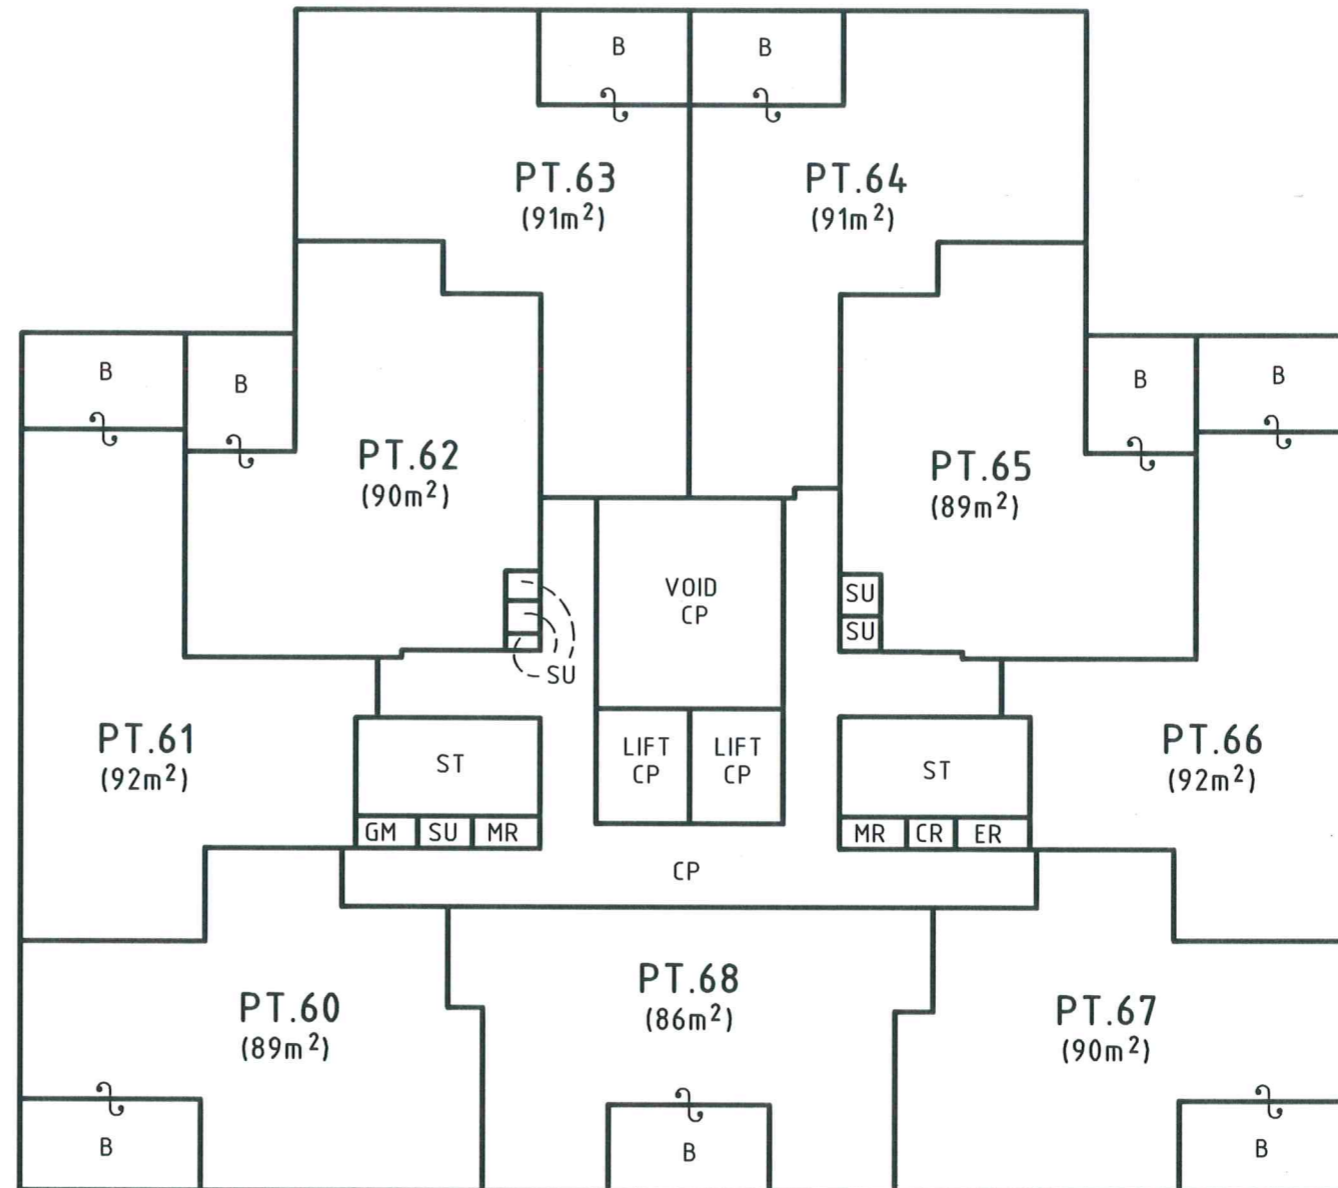 B
B
PT.63
(91m²)
PT.64
(91m²)
B
B
B
B
PT.62
(90m²)
PT.65
(89m²)
VOID
CP
SU
SU
SU
PT.61
(92m²)
ST
LIFT
CP
LIFT
CP
ST
PT.66
(92m²)
GM
SU
MR
MR
CR
ER
CP
PT.60
(89m²)
PT.68
(86m²)
PT.67
(90m²)
B
B
B